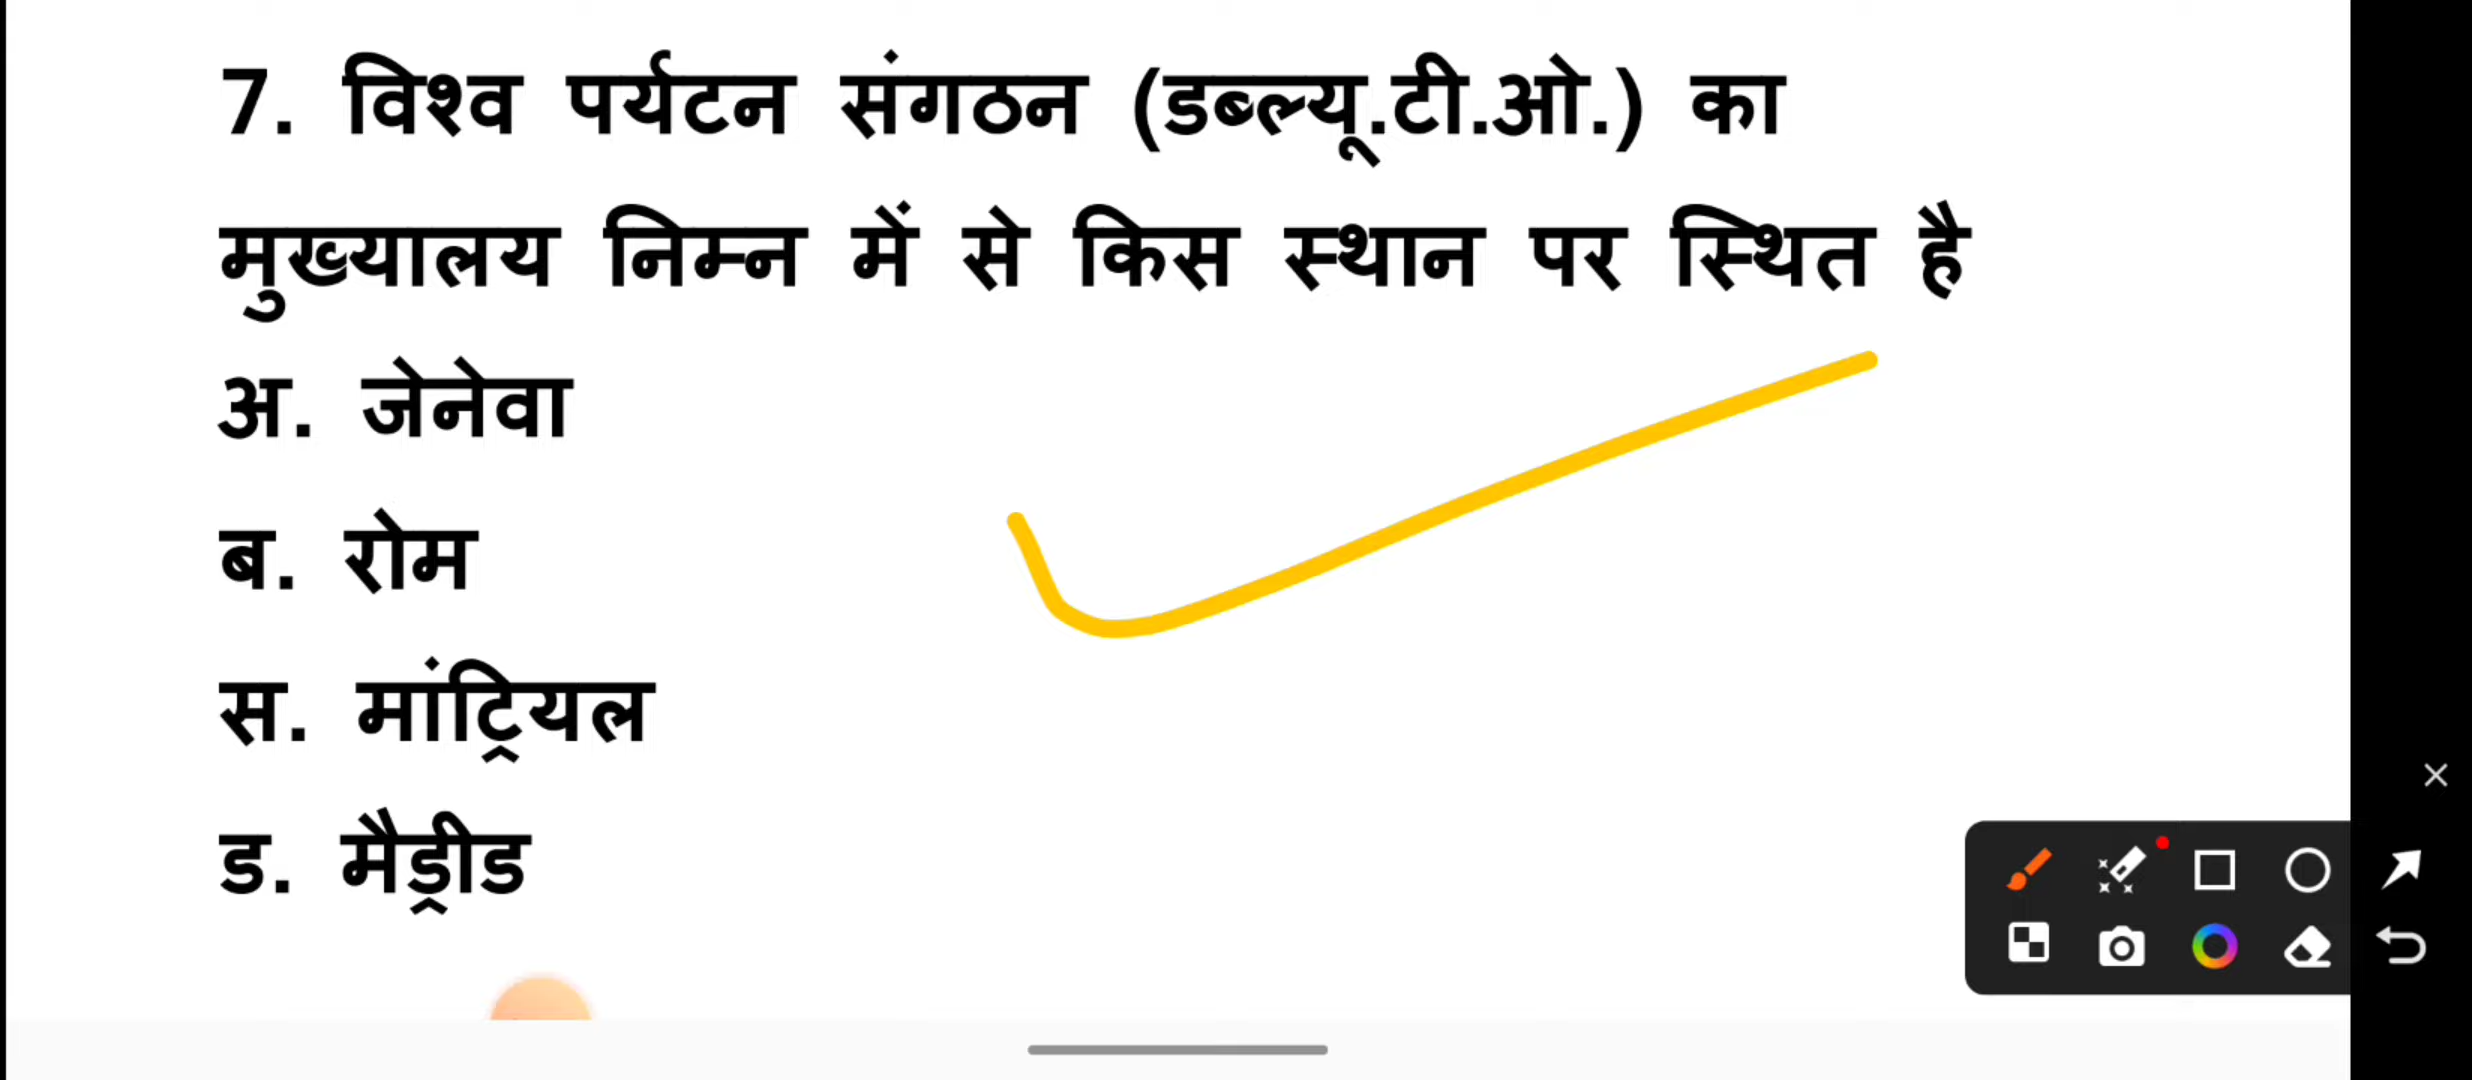 7. विश्व पर्यटन संगठन (डब्ल्यू.टी.ओ.) का
मुख्यालय निम्न में से किस स्थान पर स्थित है
अ. जेनेवा
ब. रोम
स. मांट्रियल
ड. मैड्रीड